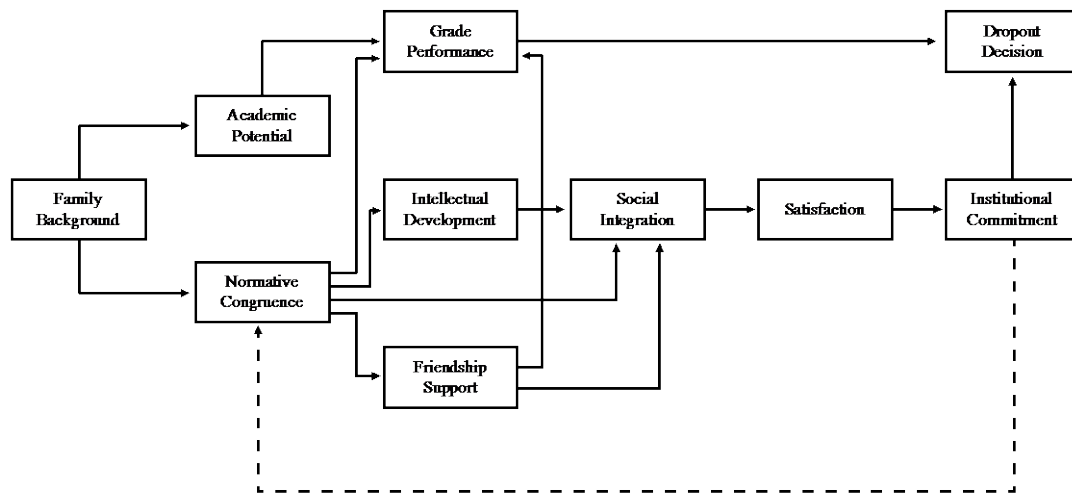 Grade
Performance
Dropout
Decision
Academic
Potential
Family
Background
Intellectual
Development
Social
Integration
Satisfaction
Institutional
Commitment
Normative
Congruence
Friendship
Support